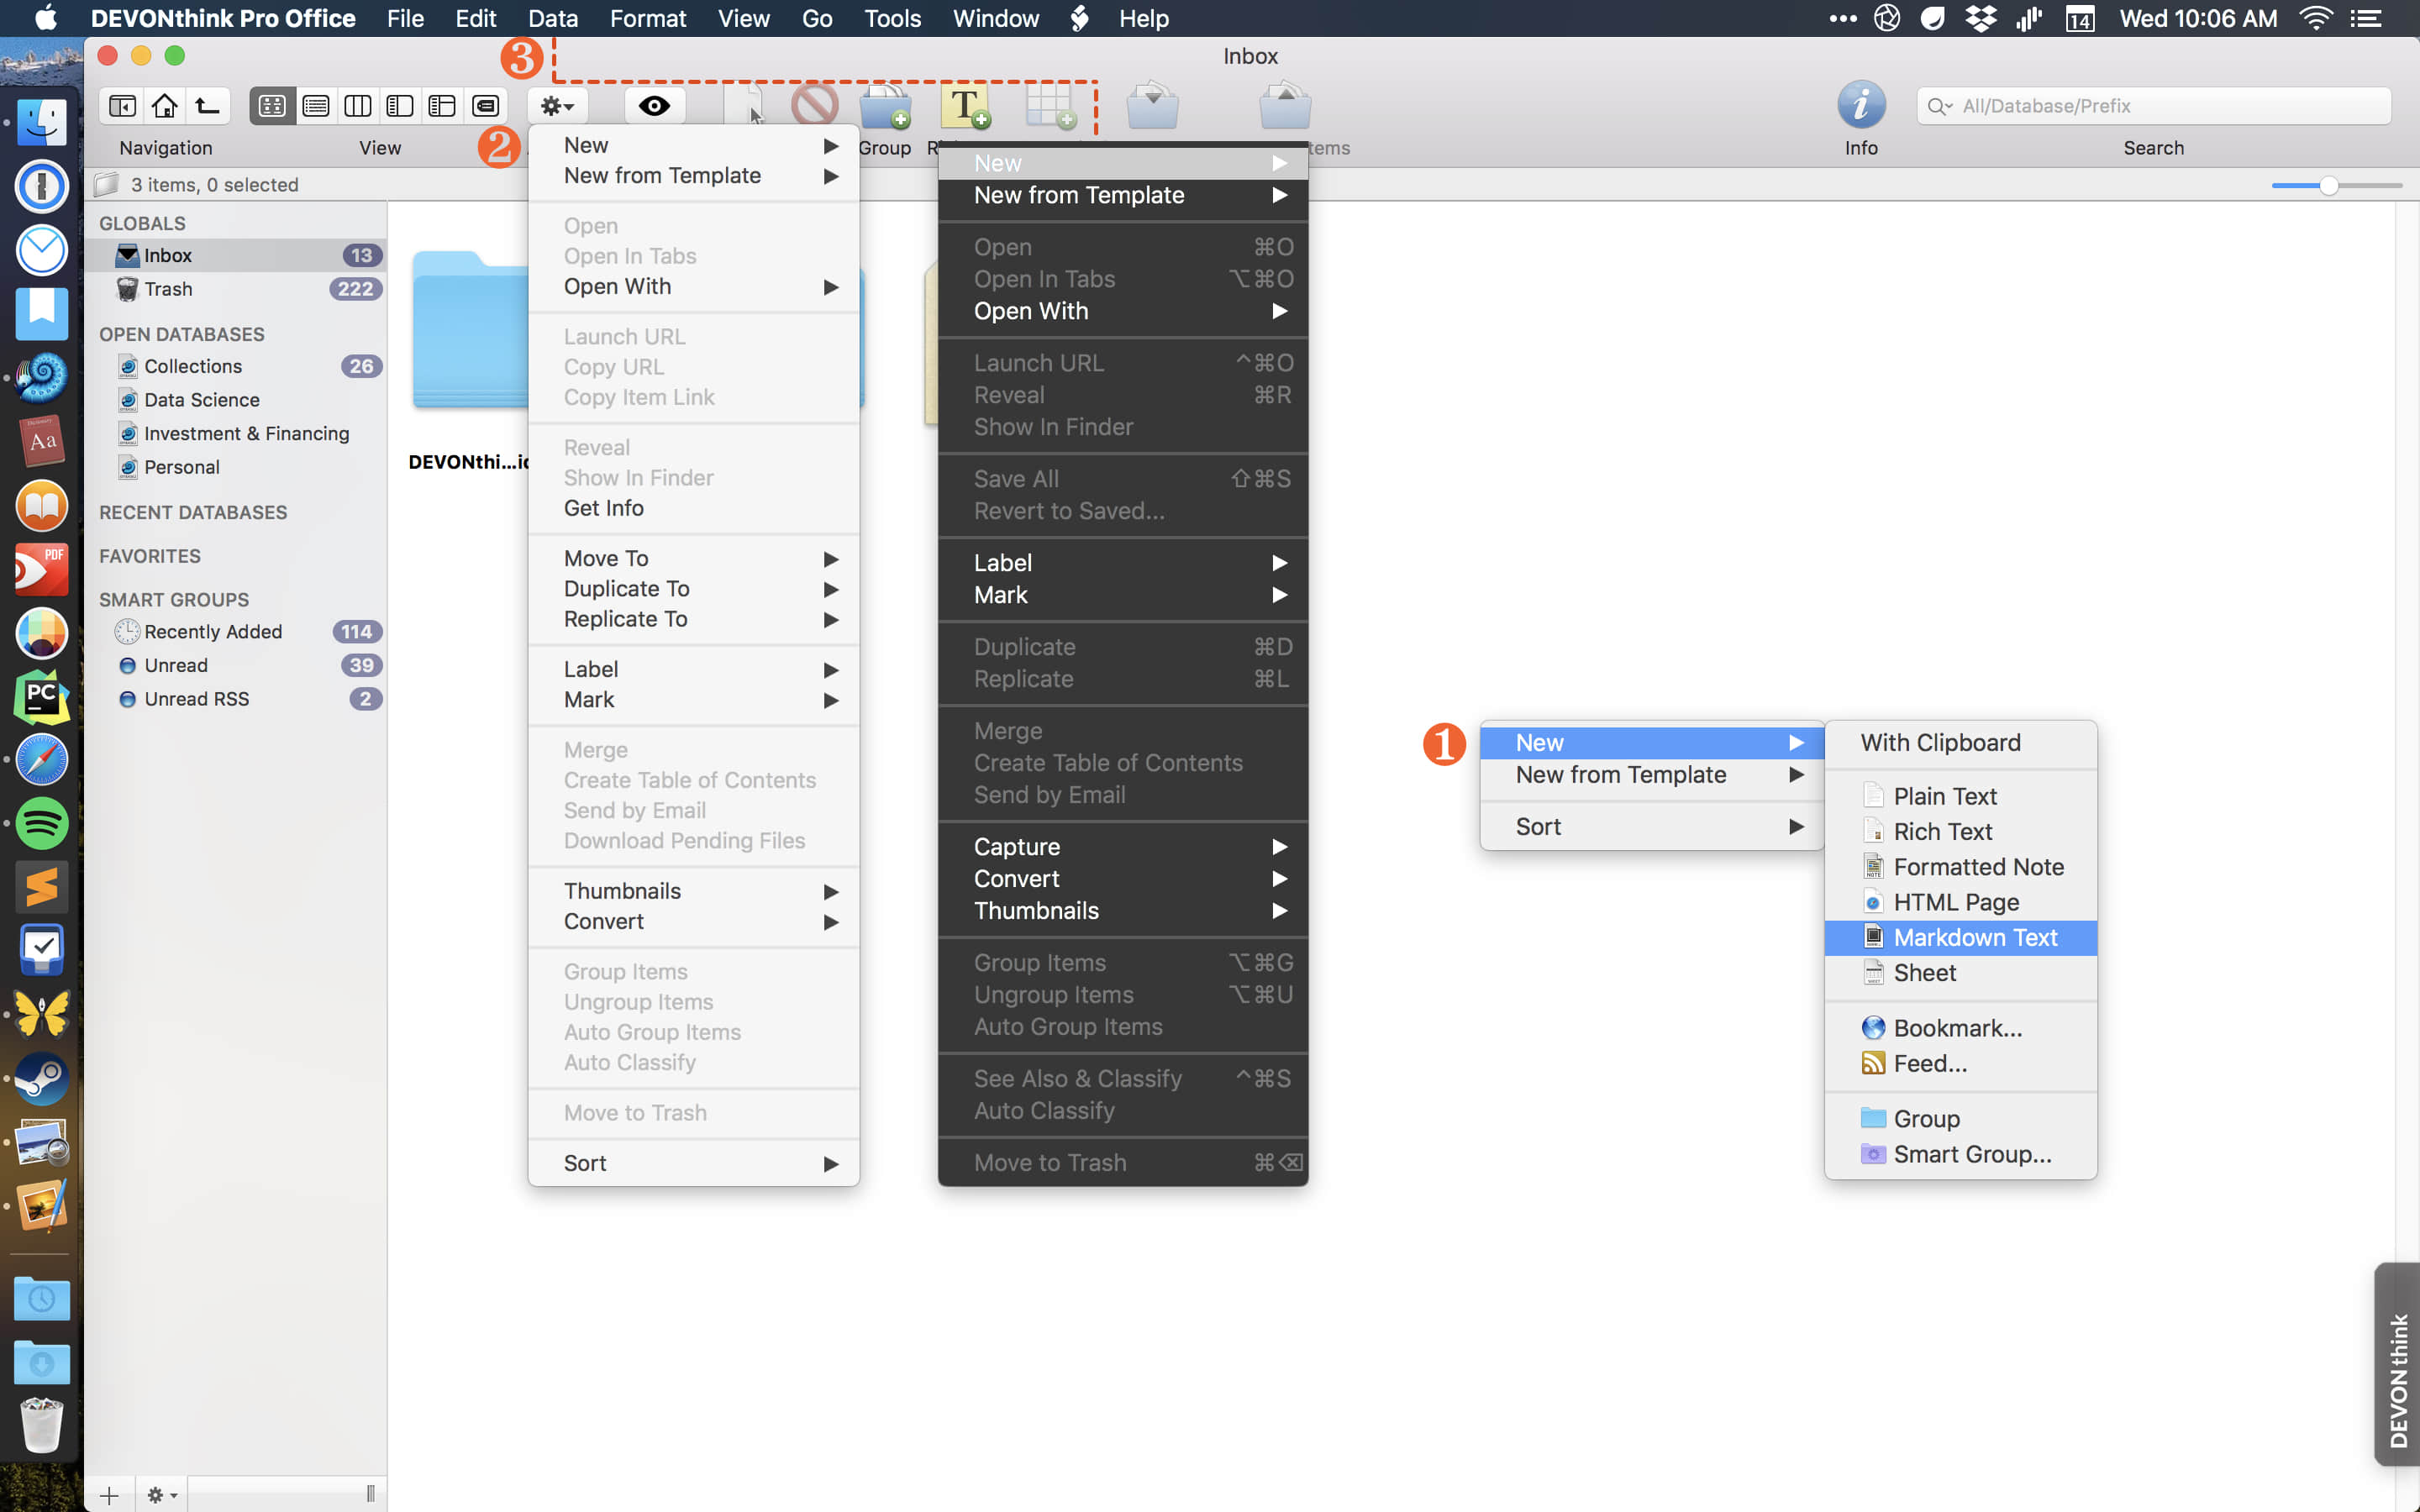 DEVONthink Pro Office File Edit Data Format View Go Tools Window Help 14 Wed 10:06 AM
3
Inbox
All/Database/Prefix
2
Navigation View Group Info Search
3 items, 0 selected
GLOBALS
Inbox 13
Trash 222
OPEN DATABASES
Collections 26
Data Science
Investment & Financing
Personal
RECENT DATABASES
FAVORITES
SMART GROUPS
Recently Added 114
Unread 39
Unread RSS 2
DEVONthi...
New
New from Template
Open
Open In Tabs
Open With
Launch URL
Copy URL
Copy Item Link
Reveal
Show In Finder
Get Info
Move To
Duplicate To
Replicate To
Label
Mark
Merge
Create Table of Contents
Send by Email
Download Pending Files
Thumbnails
Convert
Group Items
Ungroup Items
Auto Group Items
Auto Classify
Move to Trash
Sort
New
New from Template
Open ⌘O
Open In Tabs ⌥⌘O
Open With
Launch URL ^⌘O
Reveal ⌘R
Show In Finder
Save All ⇧⌘S
Revert to Saved...
Label
Mark
Duplicate ⌘D
Replicate ⌘L
Merge
Create Table of Contents
Send by Email
Capture
Convert
Thumbnails
Group Items ⌥⌘G
Ungroup Items ⌥⌘U
Auto Group Items
See Also & Classify ^⌘S
Auto Classify
Move to Trash ⌘⌫
1
New
New from Template
Sort
With Clipboard
Plain Text
Rich Text
Formatted Note
HTML Page
Markdown Text
Sheet
Bookmark...
Feed...
Group
Smart Group...
DEVONthink
Aa
PDF
PC